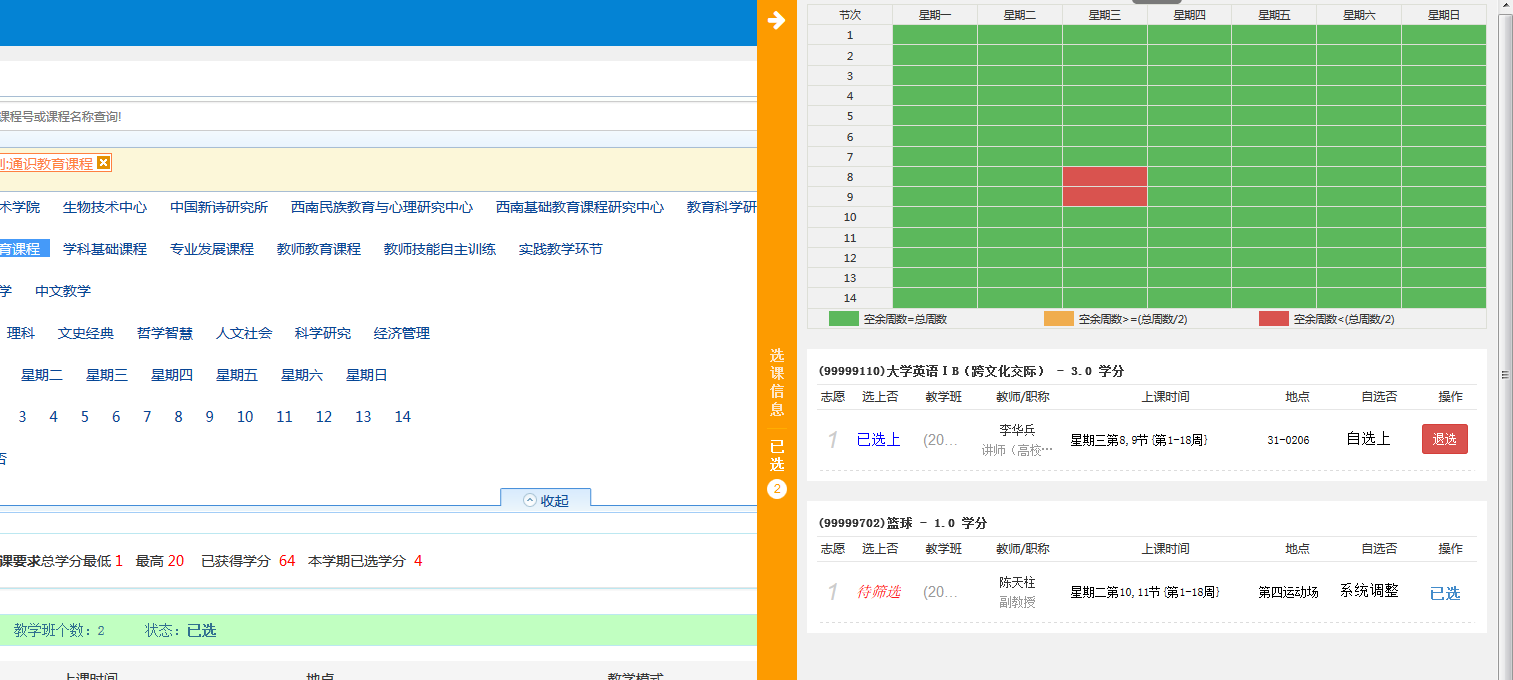 课程号或课程名称查询!
别:通识教育课程
术学院 生物技术中心 中国新诗研究所 西南民族教育与心理研究中心 西南基础教育课程研究中心 教育科学研
育课程 学科基础课程 专业发展课程 教师教育课程 教师技能自主训练 实践教学环节
学 中文教学
理科 文史经典 哲学智慧 人文社会 科学研究 经济管理
星期二 星期三 星期四 星期五 星期六 星期日
3 4 5 6 7 8 9 10 11 12 13 14
否
收起
课要求总学分最低 1 最高 20 已获得学分 64 本学期已选学分 4
教学班个数: 2 状态: 已选
上课时间 地点 教学模式
选课信息
已选
2
节次 星期一 星期二 星期三 星期四 星期五 星期六 星期日
1
2
3
4
5
6
7
8
9
10
11
12
13
14
空余周数=总周数 空余周数>=(总周数/2) 空余周数<(总周数/2)
(99999110)大学英语ⅠB（跨文化交际） - 3.0 学分
志愿 选上否 教学班 教师/职称 上课时间 地点 自选否 操作
1 已选上 (20... 李华兵 星期三第8,9节{第1-18周} 31-0206 自选上 退选
讲师（高校…
(99999702)篮球 - 1.0 学分
志愿 选上否 教学班 教师/职称 上课时间 地点 自选否 操作
1 待筛选 (20... 陈天柱 星期二第10,11节{第1-18周} 第四运动场 系统调整 已选
副教授